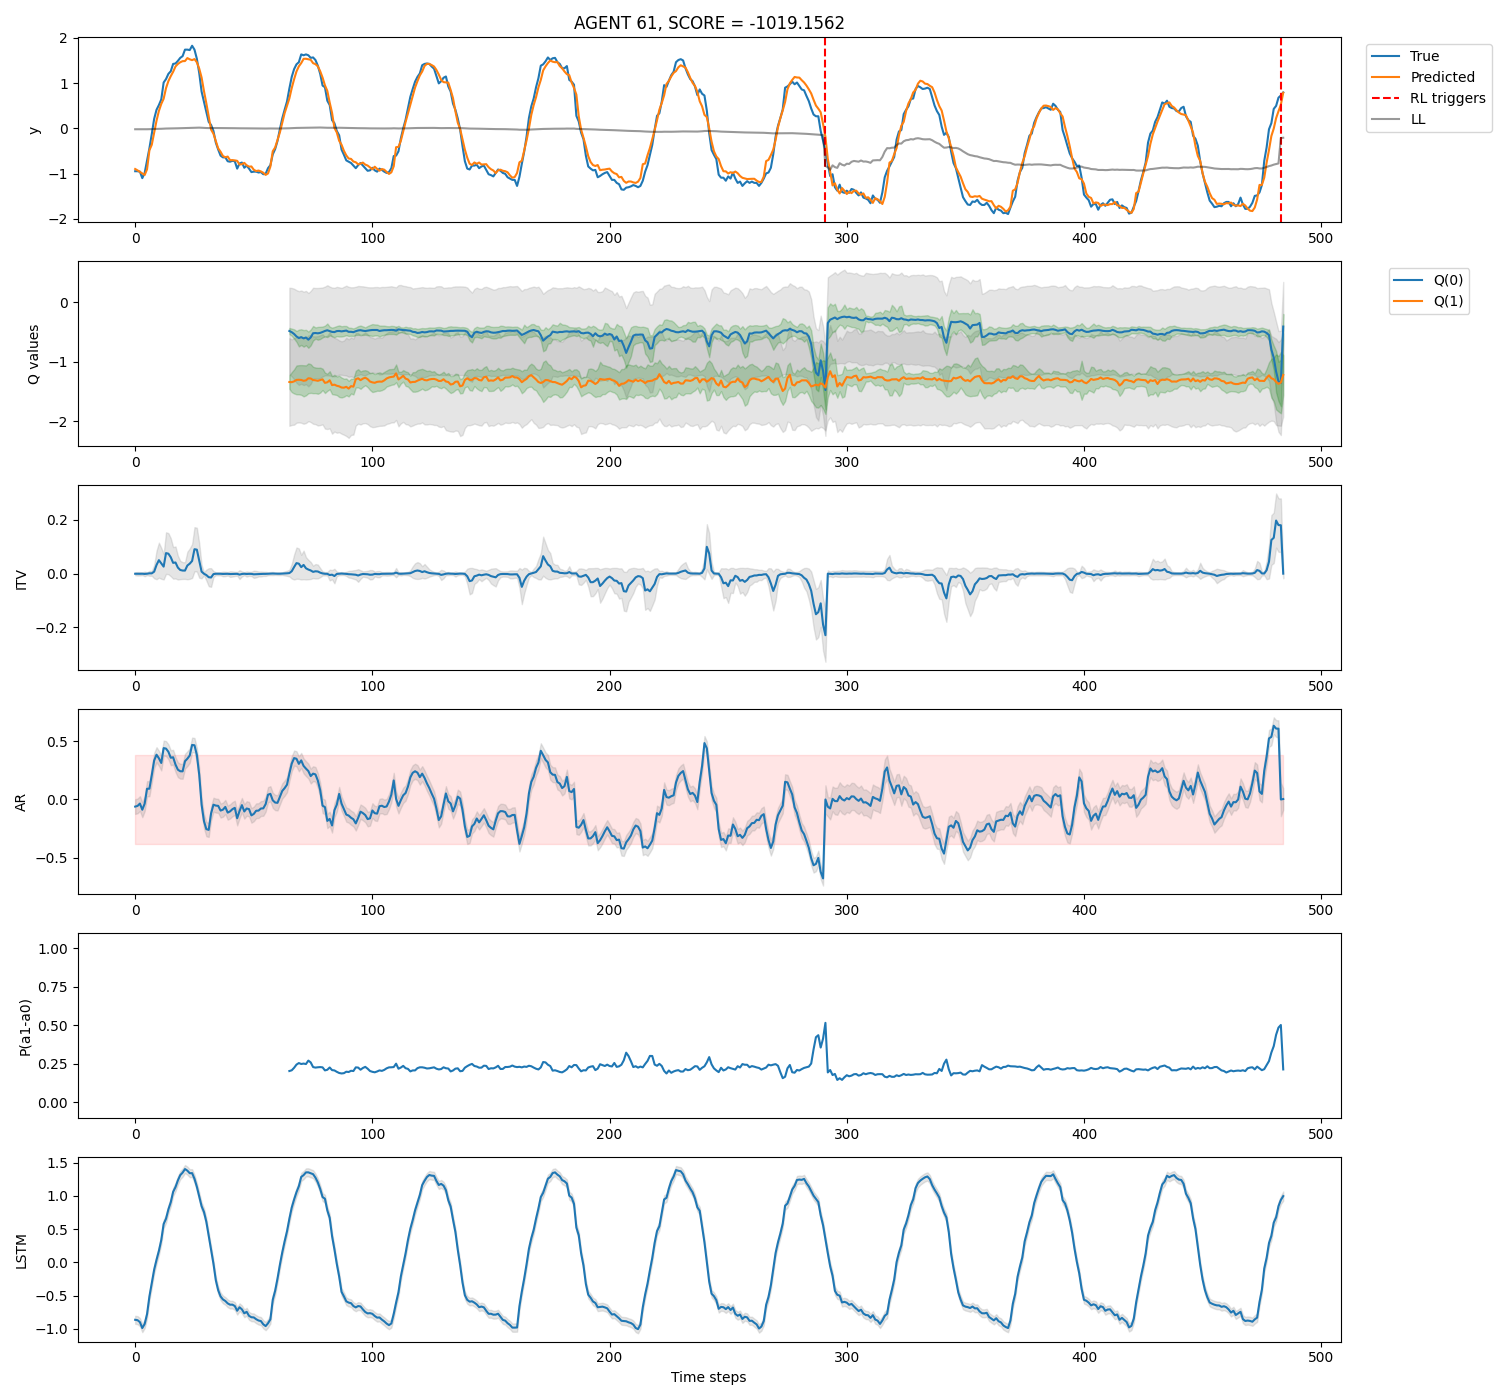 AGENT 61, SCORE = -1019.1562
True
Predicted
RL triggers
LL
y
2
1
0
−1
−2
0 100 200 300 400 500
Q(0)
Q(1)
Q values
0
−1
−2
0 100 200 300 400 500
ITV
0.2
0.0
−0.2
0 100 200 300 400 500
AR
0.5
0.0
−0.5
0 100 200 300 400 500
P(a1-a0)
1.00
0.75
0.50
0.25
0.00
0 100 200 300 400 500
LSTM
1.5
1.0
0.5
0.0
−0.5
−1.0
0 100 200 300 400 500
Time steps